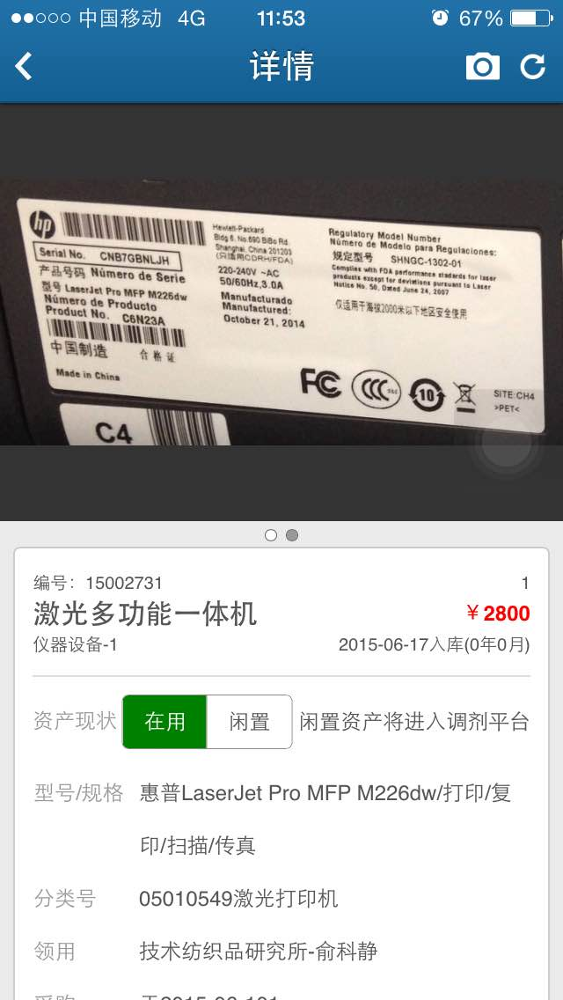 中国移动 4G 11:53 67%
详情
hp
Serial No. CNB7GBNLJH
产品号码 Número de Serie
型号 LaserJet Pro MFP M226dw
Número de Producto
Product No. C6N23A
中国制造 合格证
Made in China
Hewlett-Packard
Bldg 6, No.690 BiBo Rd.
Shanghai, China 201203
(只适用CDRH/FDA)
220-240V ~AC
50/60Hz,3.0A
Manufacturado
Manufactured:
October 21, 2014
Regulatory Model Number
Número de Modelo para Regulaciones:
规定型号 SHNGC-1302-01
Complies with FDA performance standards for laser
products except for deviations pursuant to Laser
Notice No. 50, Dated June 24, 2007
仅适用于海拔2000米以下地区安全使用
FC
10
SITE:CH4
>PET<
C4
编号：15002731 1
激光多功能一体机 ￥2800
仪器设备-1 2015-06-17入库(0年0月)
资产现状 在用 闲置 闲置资产将进入调剂平台
型号/规格 惠普LaserJet Pro MFP M226dw/打印/复
印/扫描/传真
分类号 05010549激光打印机
领用 技术纺织品研究所-俞科静